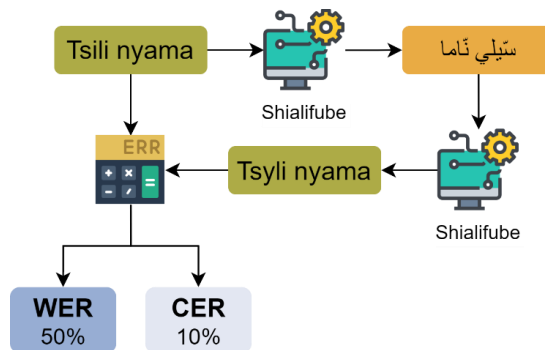 Tsili nyama
Shialifube
سّيلي نّاما
ERR
Tsyli nyama
Shialifube
WER
50%
CER
10%